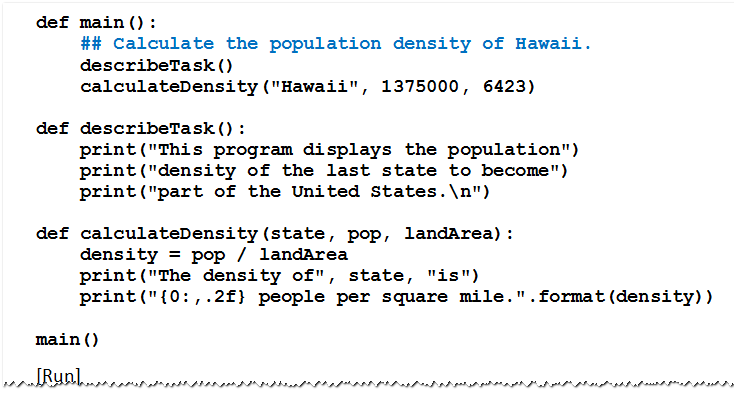 def main():
    ## Calculate the population density of Hawaii.
    describeTask()
    calculateDensity("Hawaii", 1375000, 6423)

def describeTask():
    print("This program displays the population")
    print("density of the last state to become")
    print("part of the United States.\n")

def calculateDensity(state, pop, landArea):
    density = pop / landArea
    print("The density of", state, "is")
    print("{0:,.2f} people per square mile.".format(density))

main()
[Run]